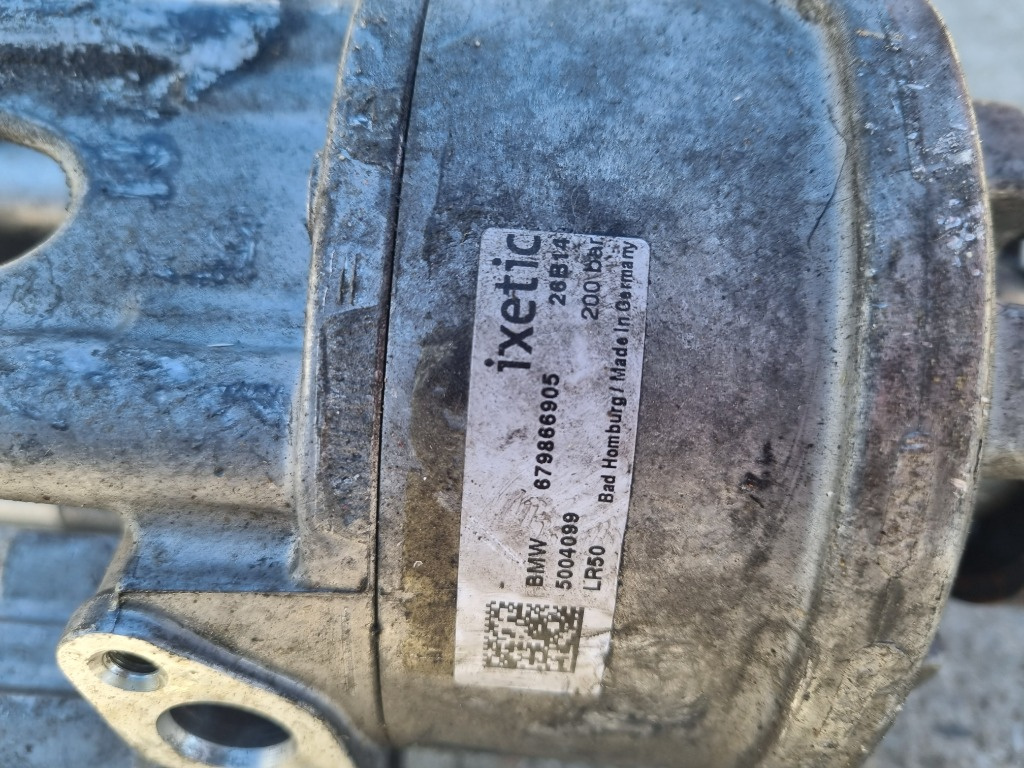 ixetic
BMW 679866905
5004099 26B14
LR50 200 bar
Bad Homburg / Made In Germany